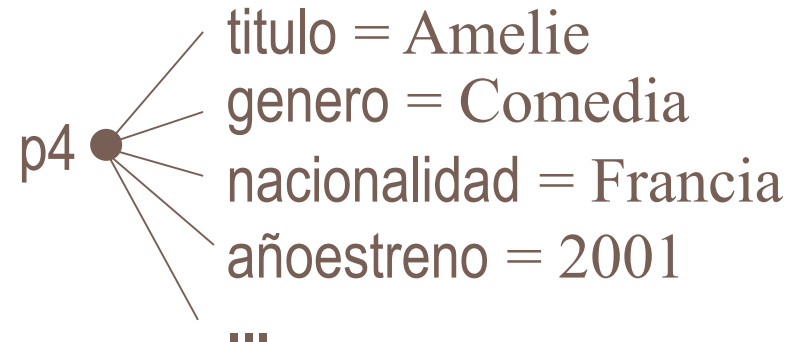 titulo = Amelie
genero = Comedia
p4
nacionalidad = Francia
añoestreno = 2001
...